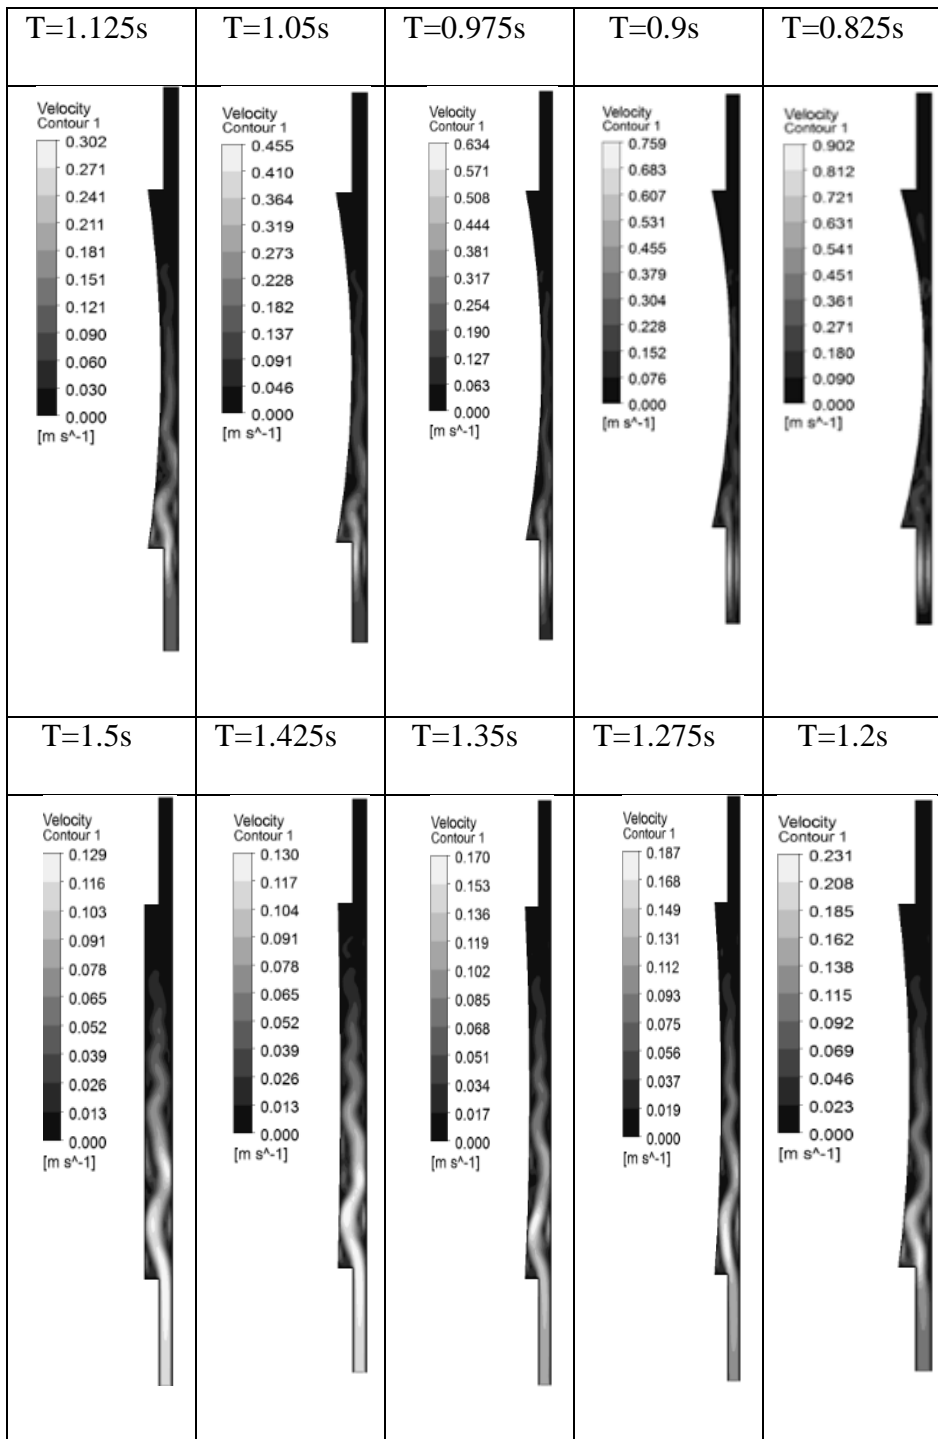 T=1.125s
T=1.05s
T=0.975s
T=0.9s
T=0.825s
Velocity
Contour 1
0.302
0.271
0.241
0.211
0.181
0.151
0.121
0.090
0.060
0.030
0.000
[m s^-1]
Velocity
Contour 1
0.455
0.410
0.364
0.319
0.273
0.228
0.182
0.137
0.091
0.046
0.000
[m s^-1]
Velocity
Contour 1
0.634
0.571
0.508
0.444
0.381
0.317
0.254
0.190
0.127
0.063
0.000
[m s^-1]
Velocity
Contour 1
0.759
0.683
0.607
0.531
0.455
0.379
0.304
0.228
0.152
0.076
0.000
[m s^-1]
Velocity
Contour 1
0.902
0.812
0.721
0.631
0.541
0.451
0.361
0.271
0.180
0.090
0.000
[m s^-1]
T=1.5s
T=1.425s
T=1.35s
T=1.275s
T=1.2s
Velocity
Contour 1
0.129
0.116
0.103
0.091
0.078
0.065
0.052
0.039
0.026
0.013
0.000
[m s^-1]
Velocity
Contour 1
0.130
0.117
0.104
0.091
0.078
0.065
0.052
0.039
0.026
0.013
0.000
[m s^-1]
Velocity
Contour 1
0.170
0.153
0.136
0.119
0.102
0.085
0.068
0.051
0.034
0.017
0.000
[m s^-1]
Velocity
Contour 1
0.187
0.168
0.149
0.131
0.112
0.093
0.075
0.056
0.037
0.019
0.000
[m s^-1]
Velocity
Contour 1
0.231
0.208
0.185
0.162
0.138
0.115
0.092
0.069
0.046
0.023
0.000
[m s^-1]